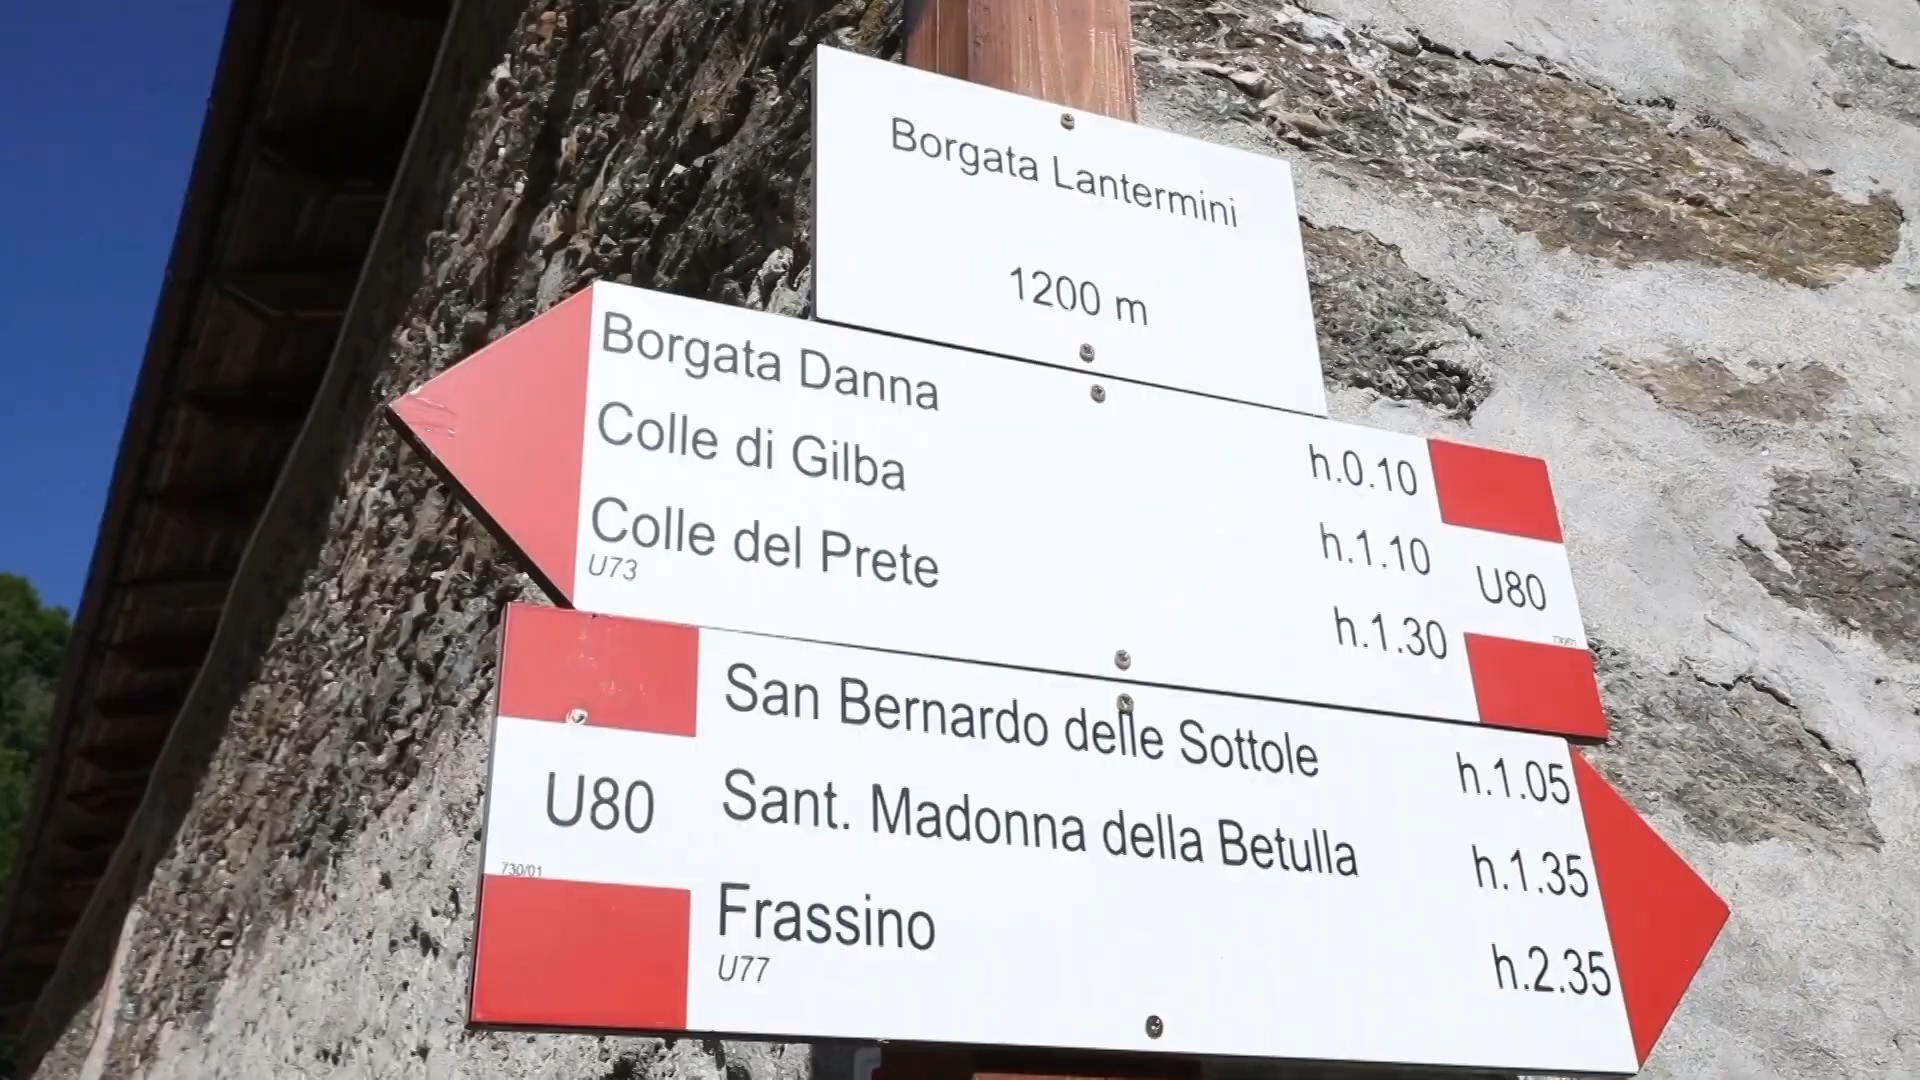 Borgata Lantermini
1200 m
Borgata Danna h.0.10
Colle di Gilba h.1.10
Colle del Prete h.1.30
U73
U80
730/01
San Bernardo delle Sottole h.1.05
Sant. Madonna della Betulla h.1.35
Frassino h.2.35
U77
U80
730/01